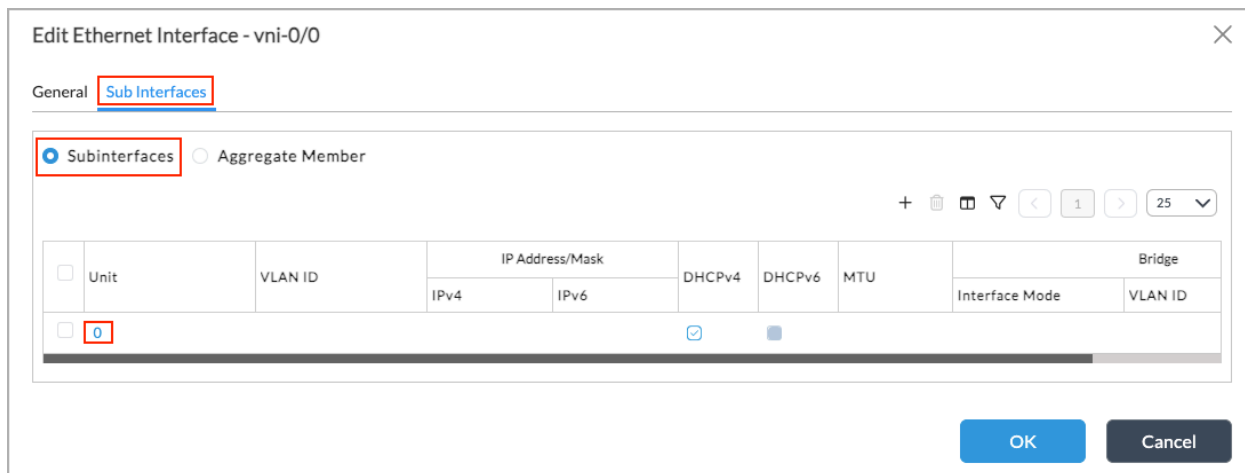 Edit Ethernet Interface - vni-0/0
General Sub Interfaces
Subinterfaces Aggregate Member
1 25
Unit VLAN ID IP Address/Mask DHCPv4 DHCPv6 MTU Bridge
IPv4 IPv6 Interface Mode VLAN ID
0
OK Cancel